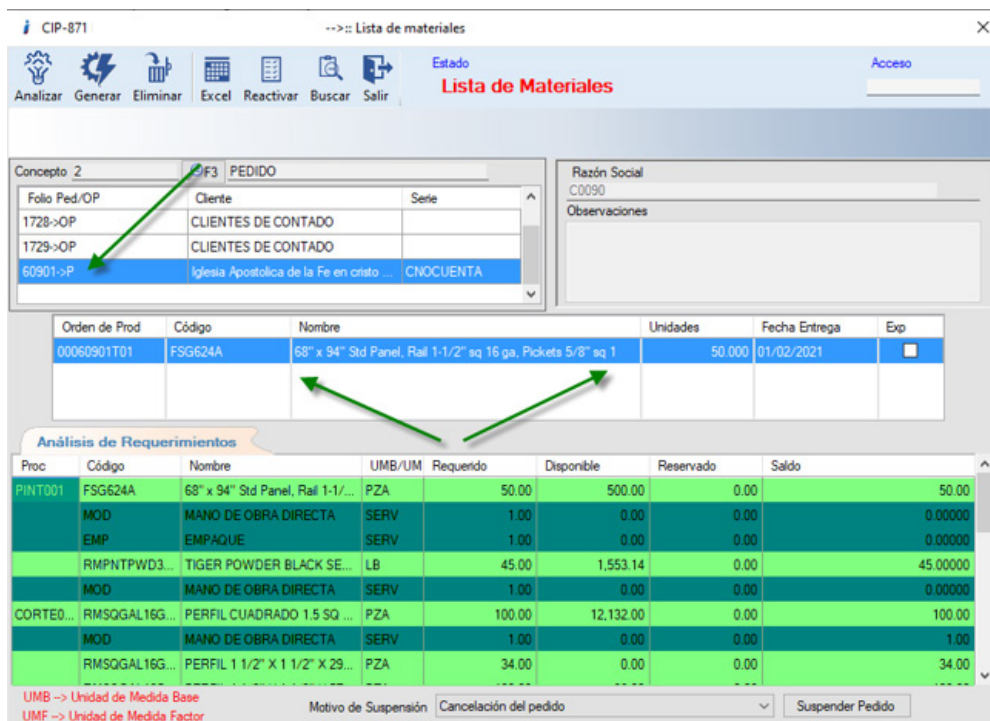 CIP-871 -->:: Lista de materiales
Estado Acceso
Lista de Materiales
Analizar Generar Eliminar Excel Reactivar Buscar Salir
Concepto 2 F3 PEDIDO
Folio Ped/OP Cliente Serie
1728->OP CLIENTES DE CONTADO
1729->OP CLIENTES DE CONTADO
60901->P Iglesia Apostolica de la Fe en cristo ... CNOCUENTA
Razón Social
C0090
Observaciones
Orden de Prod Código Nombre Unidades Fecha Entrega Exp
00060901T01 FSG624A 68" x 94" Std Panel, Rail 1-1/2" sq 16 ga, Pickets 5/8" sq 1 50.000 01/02/2021
Análisis de Requerimientos
Proc Código Nombre UMB/UM Requerido Disponible Reservado Saldo
PINT001 FSG624A 68" x 94" Std Panel, Rail 1-1/... PZA 50.00 500.00 0.00 50.00
MOD MANO DE OBRA DIRECTA SERV 1.00 0.00 0.00 0.00000
EMP EMPAQUE SERV 1.00 0.00 0.00 0.00000
RMPNTPWD3... TIGER POWDER BLACK SE... LB 45.00 1,553.14 0.00 45.00000
MOD MANO DE OBRA DIRECTA SERV 1.00 0.00 0.00 0.00000
CORTE0... RMSQGAL16G... PERFIL CUADRADO 1.5 SQ ... PZA 100.00 12,132.00 0.00 100.00
MOD MANO DE OBRA DIRECTA SERV 1.00 0.00 0.00 1.00
RMSQGAL16G... PERFIL 1 1/2" X 1 1/2" X 29... PZA 34.00 0.00 0.00 34.00
UMB --> Unidad de Medida Base
UMF --> Unidad de Medida Factor
Motivo de Suspensión Cancelación del pedido Suspender Pedido